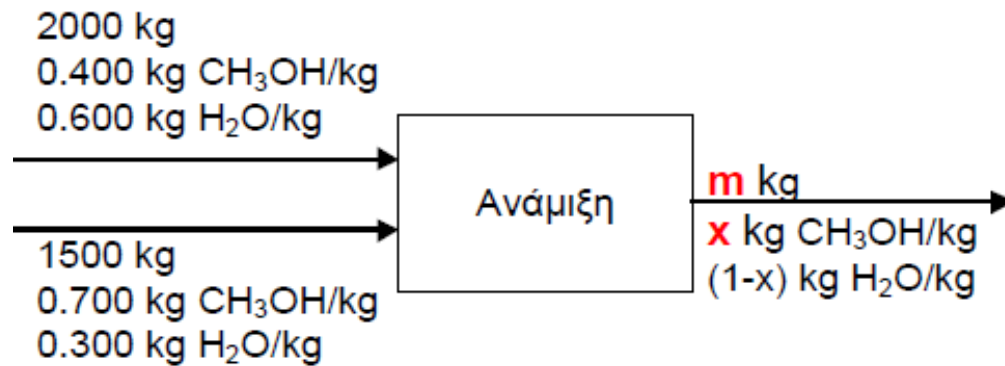 2000 kg
0.400 kg CH₃OH/kg
0.600 kg H₂O/kg
Ανάμιξη
m kg
x kg CH₃OH/kg
(1-x) kg H₂O/kg
1500 kg
0.700 kg CH₃OH/kg
0.300 kg H₂O/kg